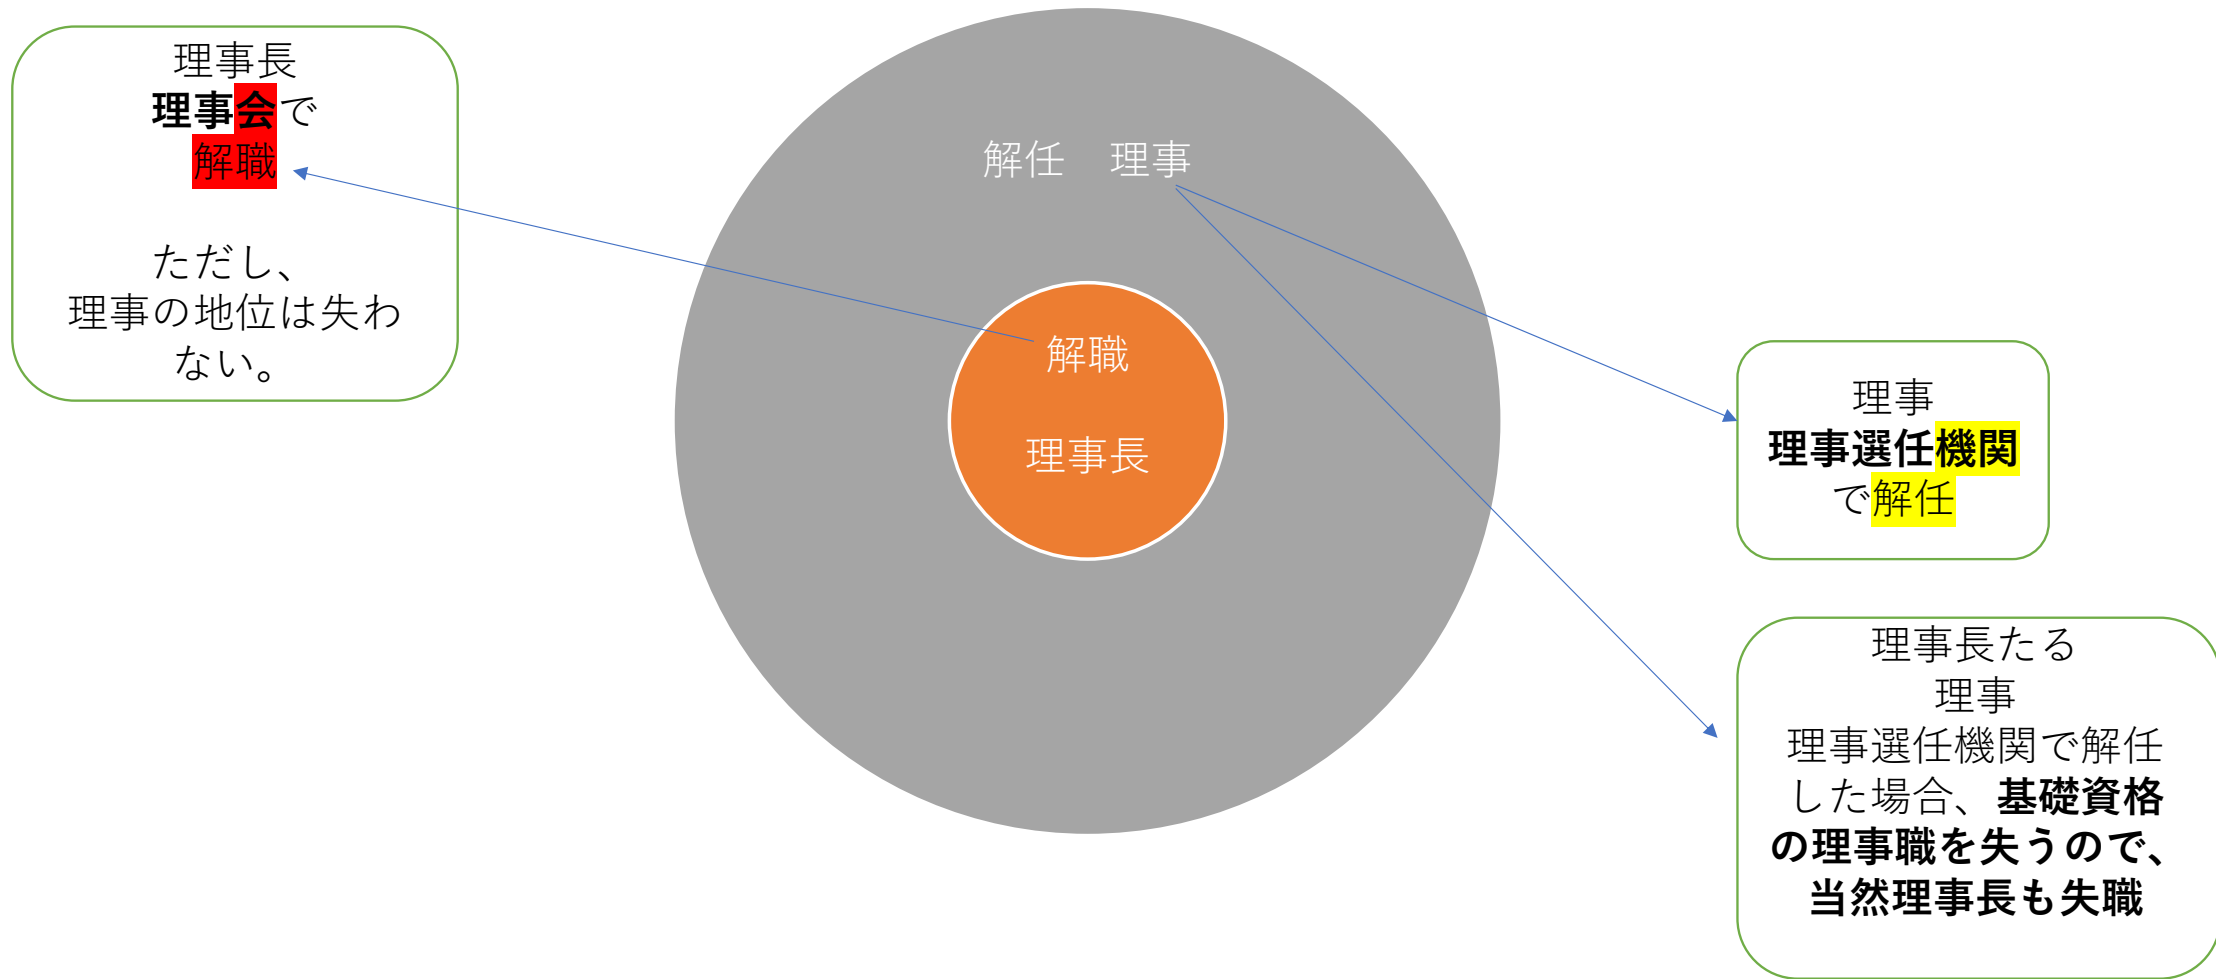 理事長
理事会で
解職
ただし、
理事の地位は失わ
ない。
解任　理事
解職
理事長
理事
理事選任機関
で解任
理事長たる
理事
理事選任機関で解任
した場合、基礎資格
の理事職を失うので、
当然理事長も失職